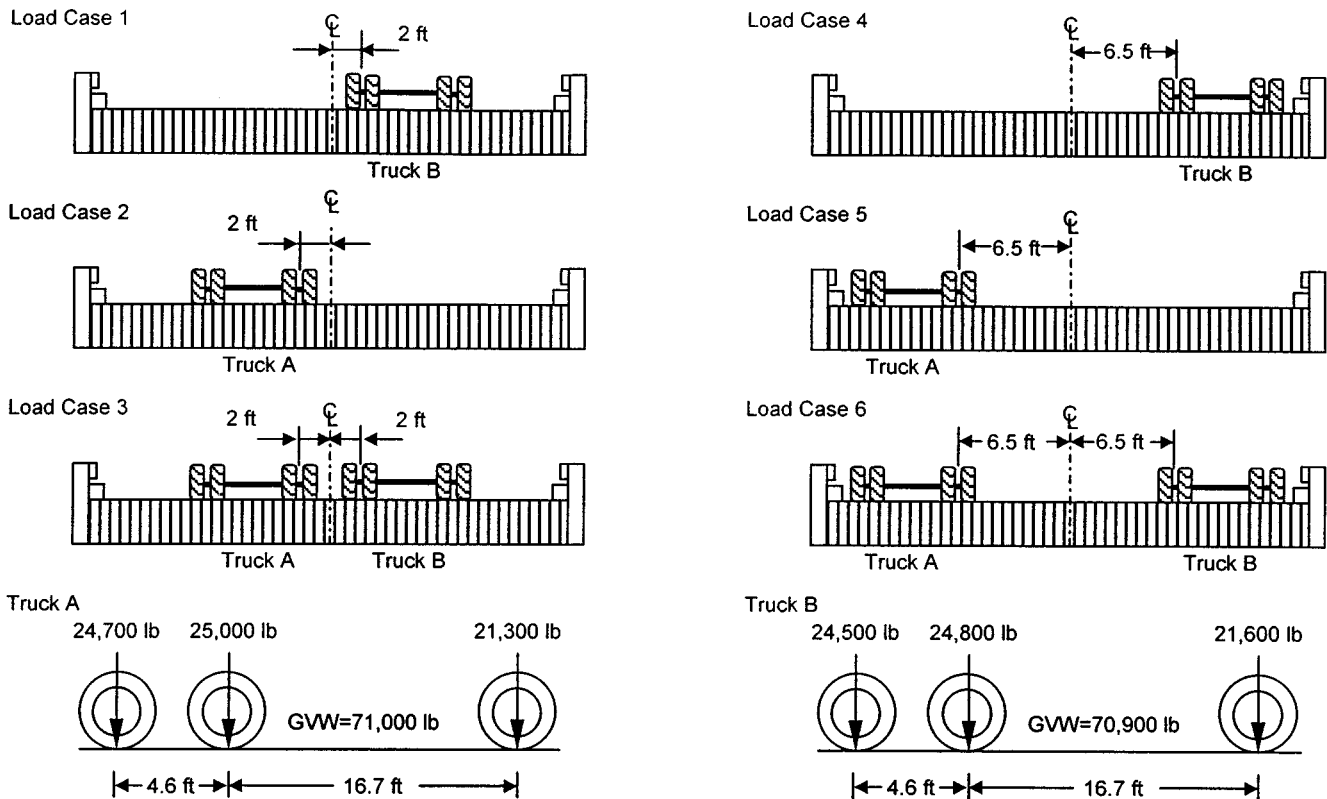 Load Case 1
℄
2 ft
Truck B
Load Case 2
℄
2 ft
Truck A
Load Case 3
℄
2 ft
2 ft
Truck A
Truck B
Load Case 4
℄
6.5 ft
Truck B
Load Case 5
℄
6.5 ft
Truck A
Load Case 6
℄
6.5 ft
6.5 ft
Truck A
Truck B
Truck A
24,700 lb
25,000 lb
21,300 lb
GVW=71,000 lb
4.6 ft
16.7 ft
Truck B
24,500 lb
24,800 lb
21,600 lb
GVW=70,900 lb
4.6 ft
16.7 ft